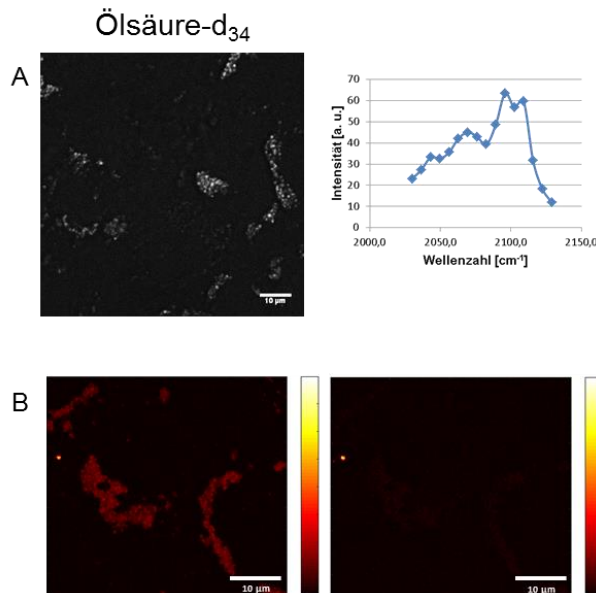 Ölsäure-d34
A
10 µm
Intensität [a. u.]
70
60
50
40
30
20
10
0
2000,0
2050,0
2100,0
2150,0
Wellenzahl [cm-1]
B
10 µm
10 µm